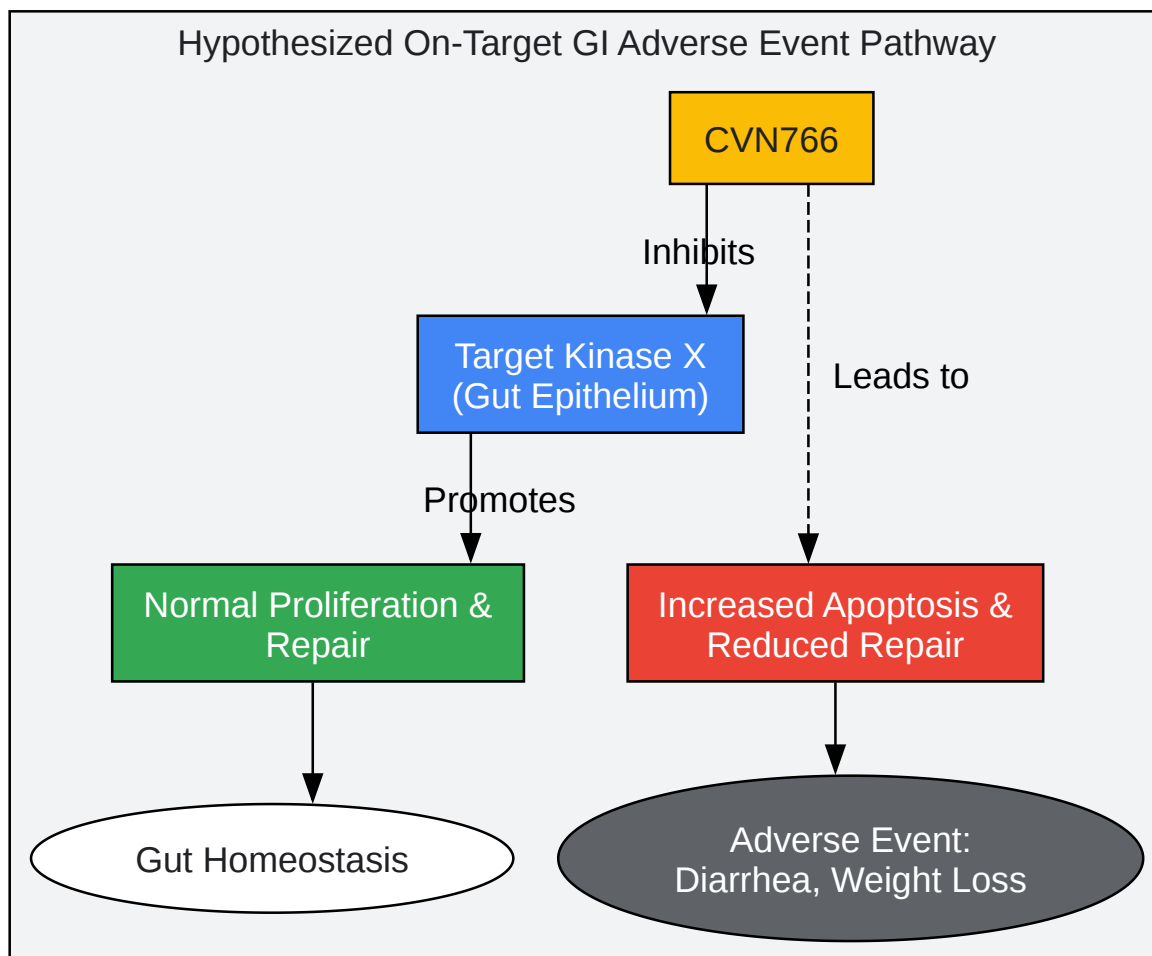 Hypothesized On-Target GI Adverse Event Pathway
CVN766
Inhibits
Target Kinase X
(Gut Epithelium)
Leads to
Promotes
Normal Proliferation &
Repair
Increased Apoptosis &
Reduced Repair
Gut Homeostasis
Adverse Event:
Diarrhea, Weight Loss